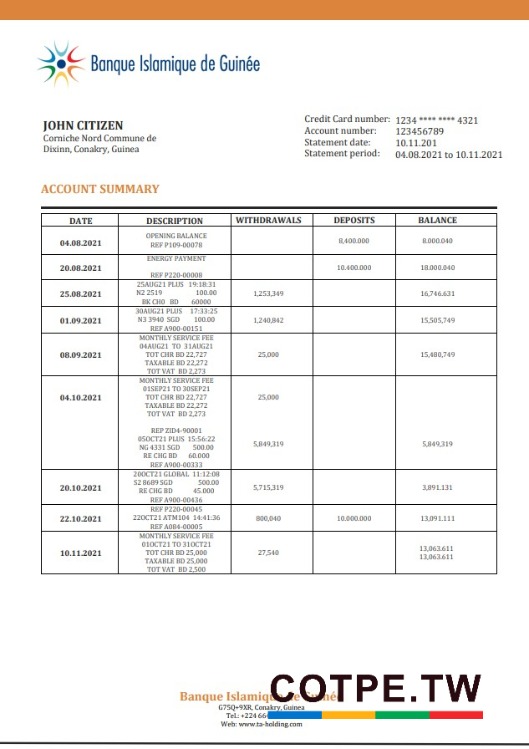 Banque Islamique de Guinée
JOHN CITIZEN
Corniche Nord Commune de
Dixinn, Conakry, Guinea
Credit Card number: 1234 **** **** 4321
Account number: 123456789
Statement date: 10.11.201
Statement period: 04.08.2021 to 10.11.2021
ACCOUNT SUMMARY
DATE DESCRIPTION WITHDRAWALS DEPOSITS BALANCE
OPENING BALANCE
04.08.2021 8,400.000 8.000.040
REF P109-00078
ENERGY PAYMENT
20.08.2021 10.400.000 18.000,040
REF P220-00008
25AUG21 PLUS 19:18:31
25.08.2021 N2 2519 100.00 1,253,349 16,746.631
BK CHO BD 60000
30AUG21 PLUS 17:33:25
01.09.2021 N3 3940 SGD 100.00 1,240,842 15,505,749
REF A900-00151
MONTHLY SERVICE FEE
04AUG21 TO 31AUG21
08.09.2021 TOT CHR BD 22,727 25,000 15,480,749
TAXABLE BD 22,272
TOT VAT BD 2,273
MONTHLY SERVICE FEE
01SEP21 TO 30SEP21
04.10.2021 TOT CHR BD 22,727 25,000
TAXABLE BD 22,272
TOT VAT BD 2,273
REP ZID4-90001
05OCT21 PLUS 15:56:22
NG 4331 SGD 500.00 5,849,319 5,849,319
RE CHG BD 60.000
REF A900-00333
20OCT21 GLOBAL 11:12:08
20.10.2021 S2 8689 SGD 500.00 5,715,319 3,891.131
RE CHG BD 45.000
REF A900-00436
REF P220-00045
22.10.2021 22OCT21 ATM104 14:41:36 800,040 10,000.000 13,091,111
REF A084-00005
MONTHLY SERVICE FEE
01OCT21 TO 31OCT21
10.11.2021 TOT CHR BD 25,000 27,540 13,063.611
TAXABLE BD 25,000 13,063.611
TOT VAT BD 2,500
Banque Islamique de Guinée
G75Q+9XR, Conakry, Guinea
Tel.: +224 66
Web: www.ta-holding.com
COTPE.TW